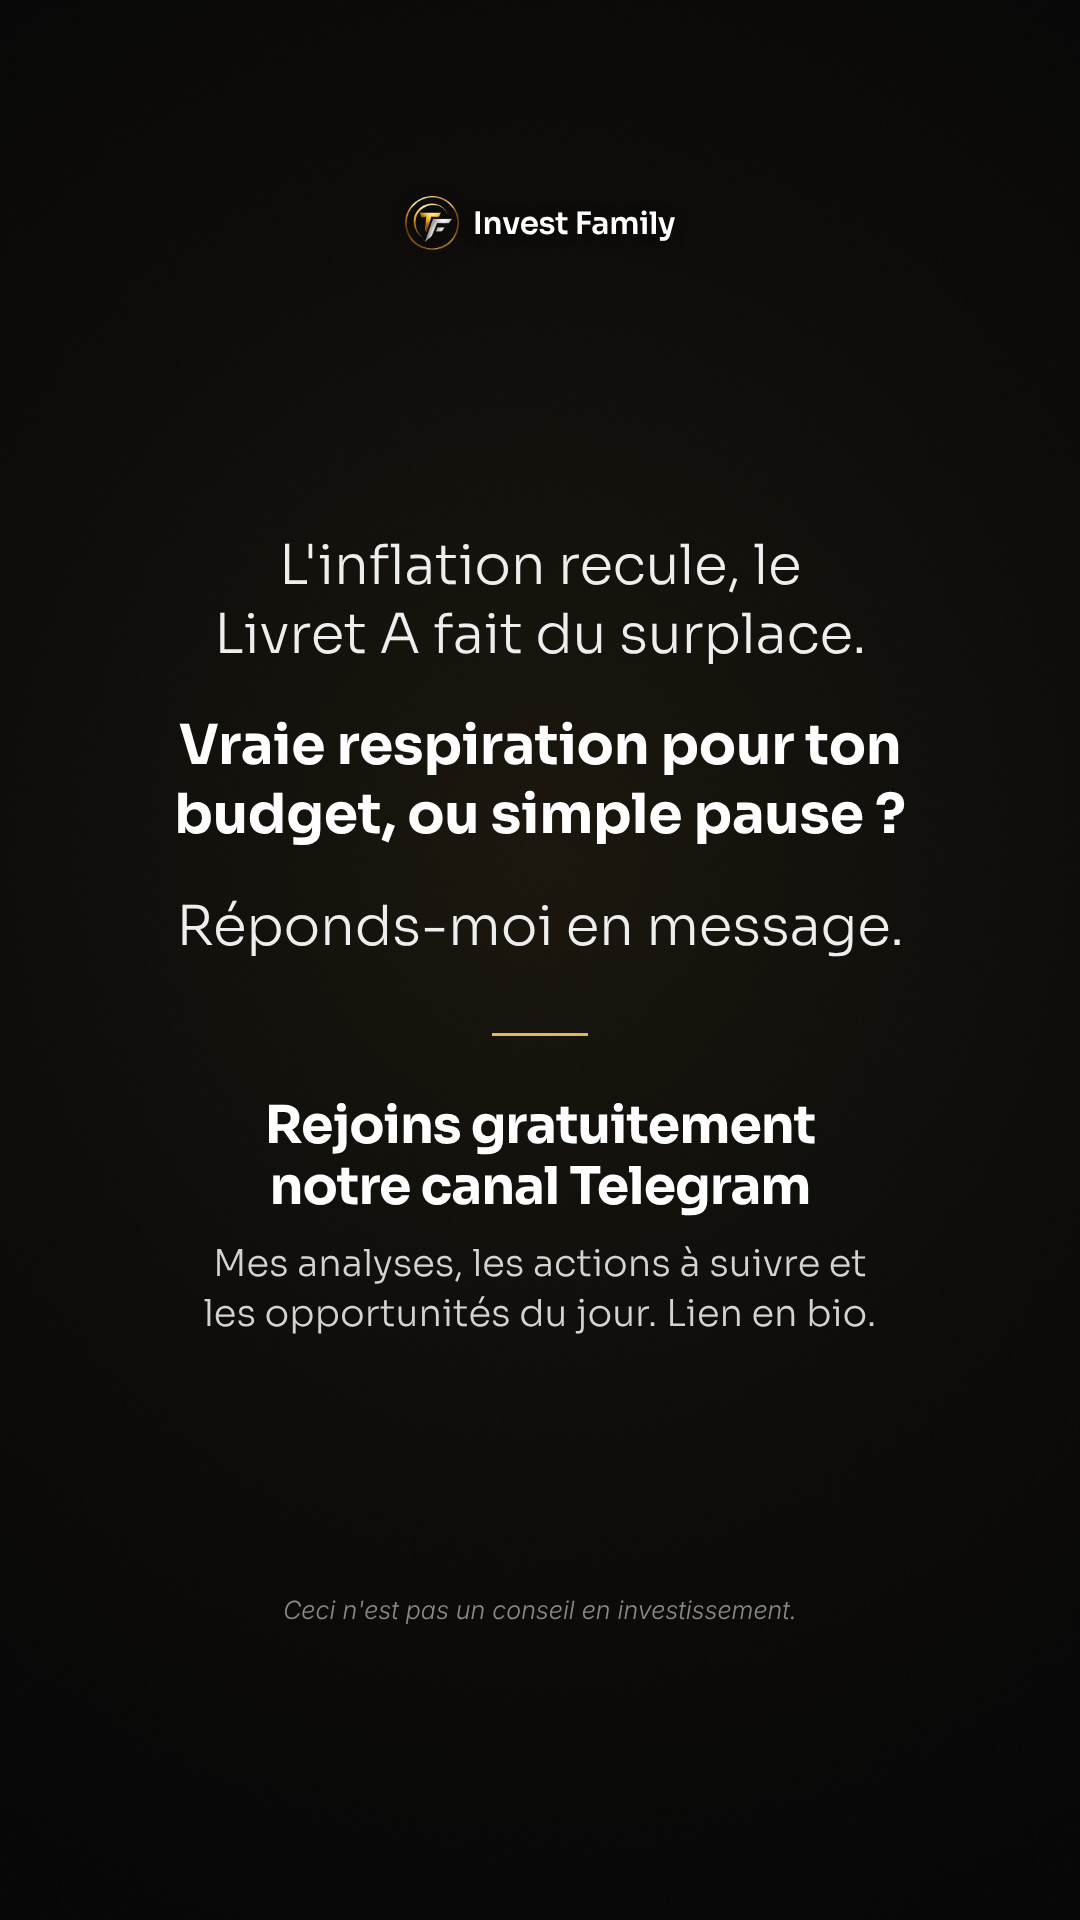 TF Invest Family
L'inflation recule, le
Livret A fait du surplace.
Vraie respiration pour ton
budget, ou simple pause ?
Réponds-moi en message.
Rejoins gratuitement
notre canal Telegram
Mes analyses, les actions à suivre et
les opportunités du jour. Lien en bio.
Ceci n'est pas un conseil en investissement.